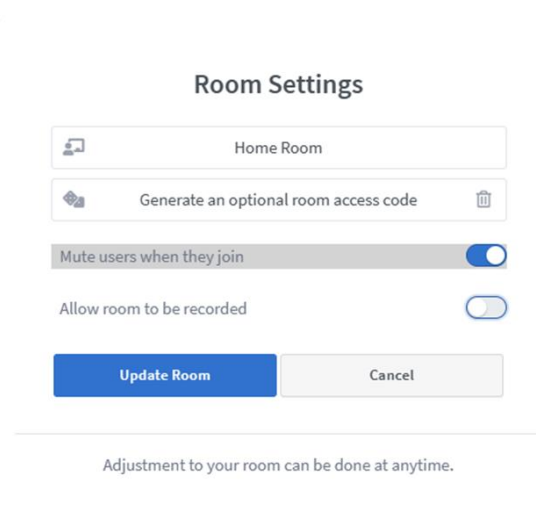 Room Settings
Home Room
Generate an optional room access code
Mute users when they join
Allow room to be recorded
Update Room
Cancel
Adjustment to your room can be done at anytime.